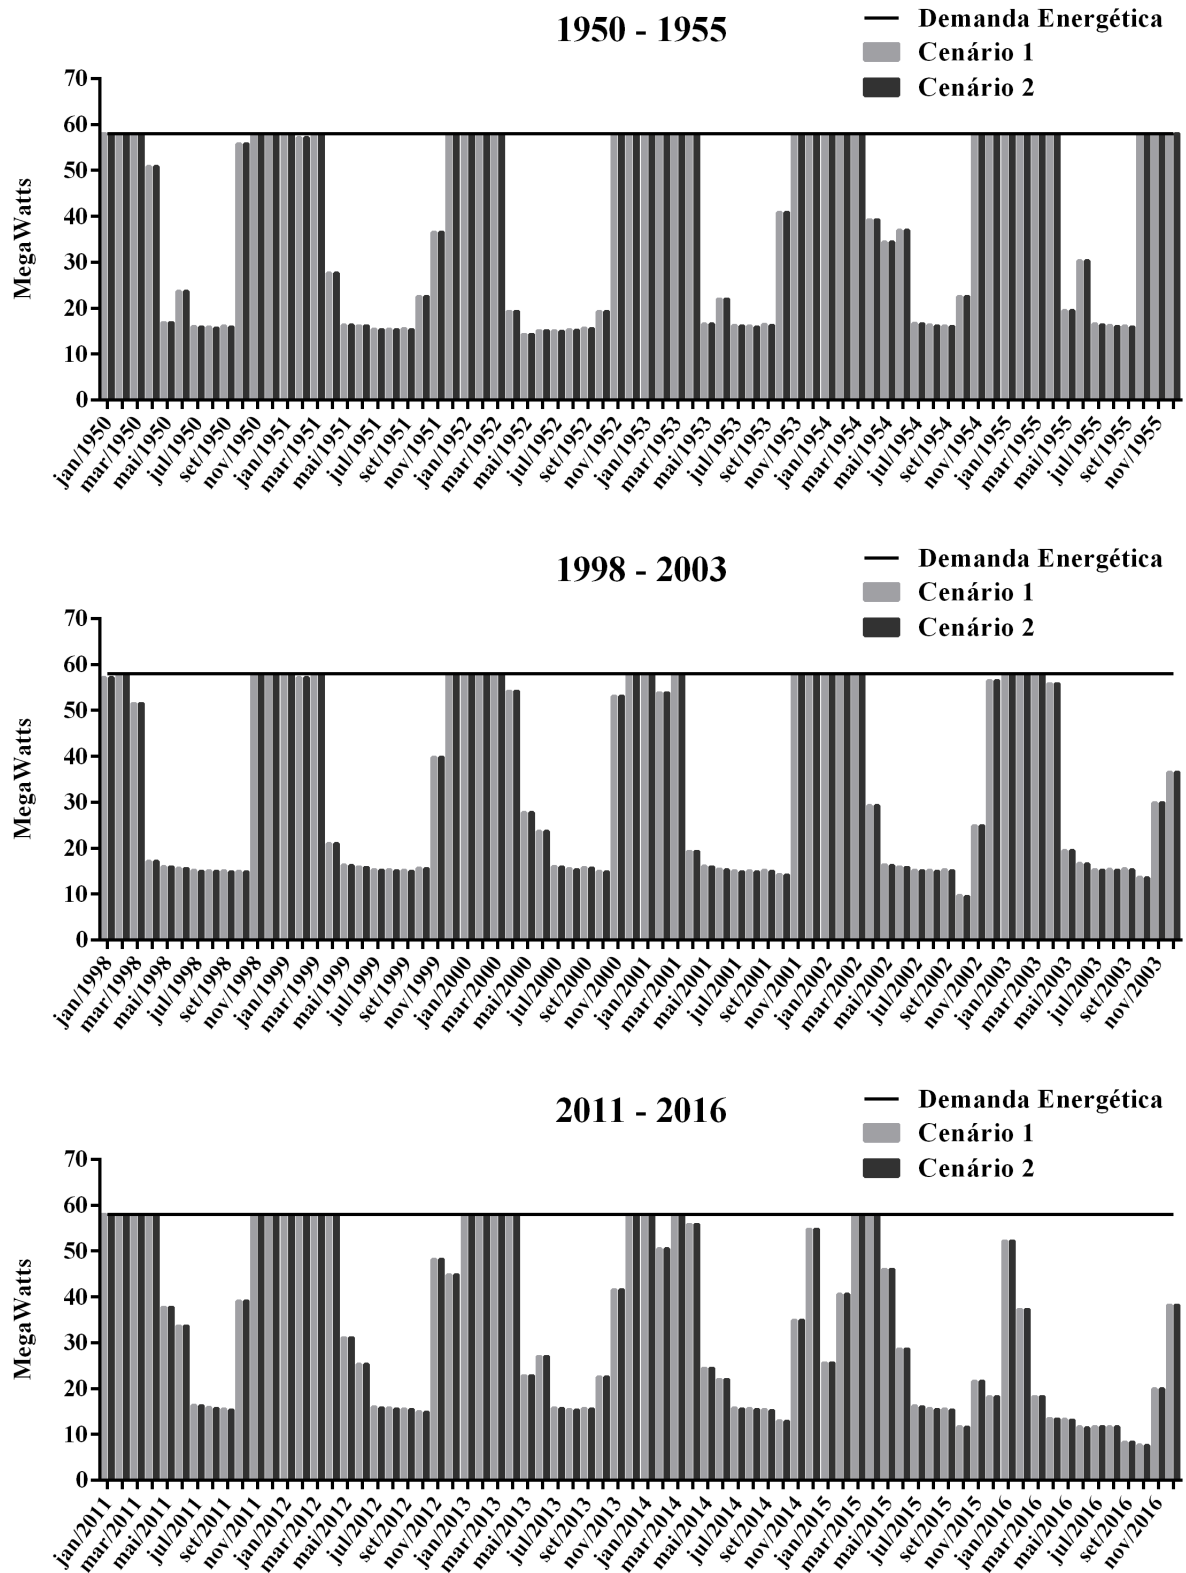 1950 - 1955
Demanda Energética
Cenário 1
Cenário 2
MegaWatts
70
60
50
40
30
20
10
0
jan/1950
mar/1950
mai/1950
jul/1950
set/1950
nov/1950
jan/1951
mar/1951
mai/1951
jul/1951
set/1951
nov/1951
jan/1952
mar/1952
mai/1952
jul/1952
set/1952
nov/1952
jan/1953
mar/1953
mai/1953
jul/1953
set/1953
nov/1953
jan/1954
mar/1954
mai/1954
jul/1954
set/1954
nov/1954
jan/1955
mar/1955
mai/1955
jul/1955
set/1955
nov/1955
1998 - 2003
Demanda Energética
Cenário 1
Cenário 2
MegaWatts
70
60
50
40
30
20
10
0
jan/1998
mar/1998
mai/1998
jul/1998
set/1998
nov/1998
jan/1999
mar/1999
mai/1999
jul/1999
set/1999
nov/1999
jan/2000
mar/2000
mai/2000
jul/2000
set/2000
nov/2000
jan/2001
mar/2001
mai/2001
jul/2001
set/2001
nov/2001
jan/2002
mar/2002
mai/2002
jul/2002
set/2002
nov/2002
jan/2003
mar/2003
mai/2003
jul/2003
set/2003
nov/2003
2011 - 2016
Demanda Energética
Cenário 1
Cenário 2
MegaWatts
70
60
50
40
30
20
10
0
jan/2011
mar/2011
mai/2011
jul/2011
set/2011
nov/2011
jan/2012
mar/2012
mai/2012
jul/2012
set/2012
nov/2012
jan/2013
mar/2013
mai/2013
jul/2013
set/2013
nov/2013
jan/2014
mar/2014
mai/2014
jul/2014
set/2014
nov/2014
jan/2015
mar/2015
mai/2015
jul/2015
set/2015
nov/2015
jan/2016
mar/2016
mai/2016
jul/2016
set/2016
nov/2016